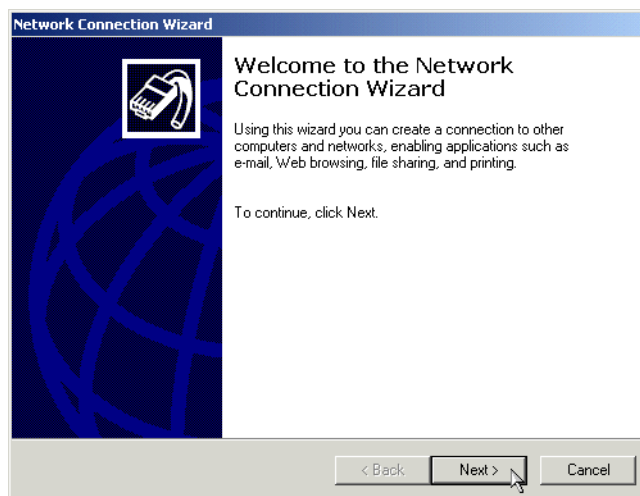 Network Connection Wizard
Welcome to the Network
Connection Wizard
Using this wizard you can create a connection to other
computers and networks, enabling applications such as
e-mail, Web browsing, file sharing, and printing.
To continue, click Next.
< Back
Next >
Cancel